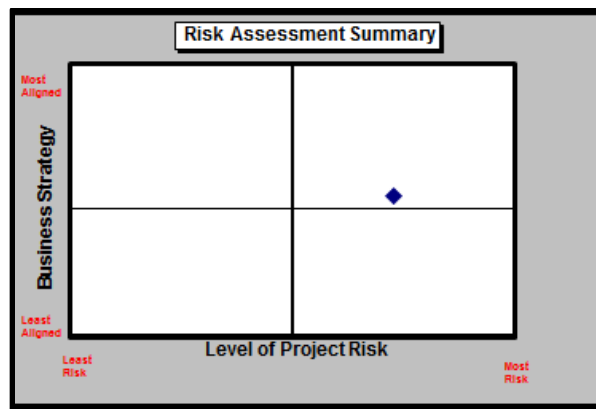 Risk Assessment Summary
Most
Aligned
Business Strategy
Least
Aligned
Level of Project Risk
Least
Risk
Most
Risk